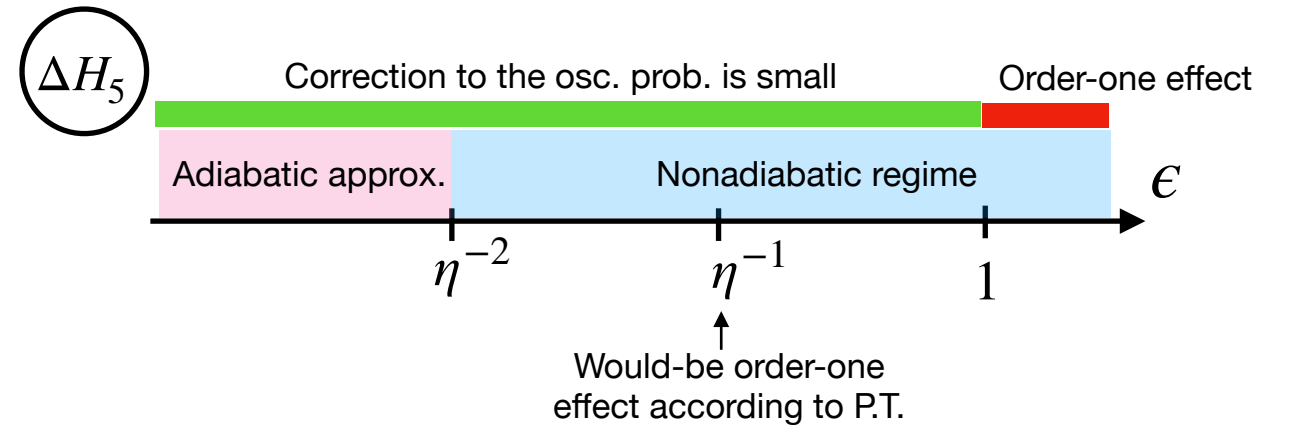 ΔH₅
Correction to the osc. prob. is small
Order-one effect
Adiabatic approx.
Nonadiabatic regime
ϵ
η⁻²
η⁻¹
1
Would-be order-one
effect according to P.T.